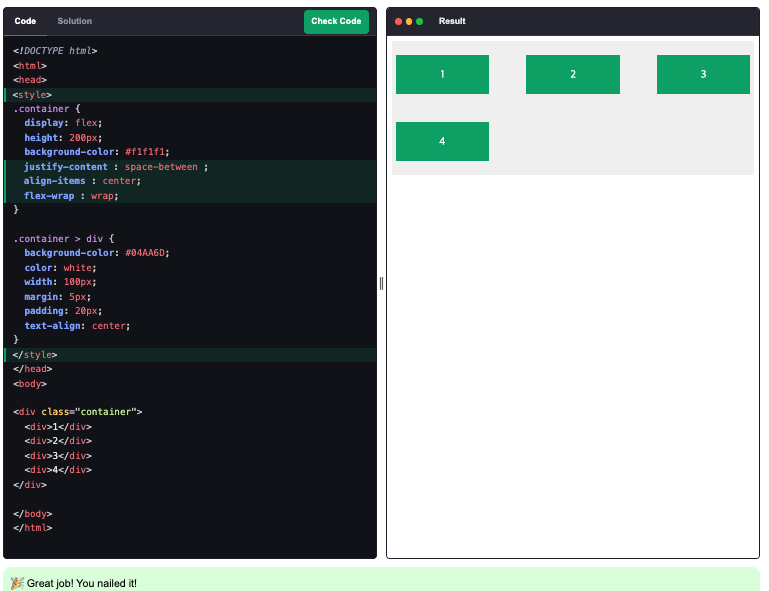 Code Solution Check Code
<!DOCTYPE html>
<html>
<head>
<style>
.container {
  display: flex;
  height: 200px;
  background-color: #f1f1f1;
  justify-content : space-between ;
  align-items : center;
  flex-wrap : wrap;
}

.container > div {
  background-color: #04AA6D;
  color: white;
  width: 100px;
  margin: 5px;
  padding: 20px;
  text-align: center;
}
</style>
</head>
<body>

<div class="container">
  <div>1</div>
  <div>2</div>
  <div>3</div>
  <div>4</div>
</div>

</body>
</html>
Result
1 2 3
4
🎉 Great job! You nailed it!